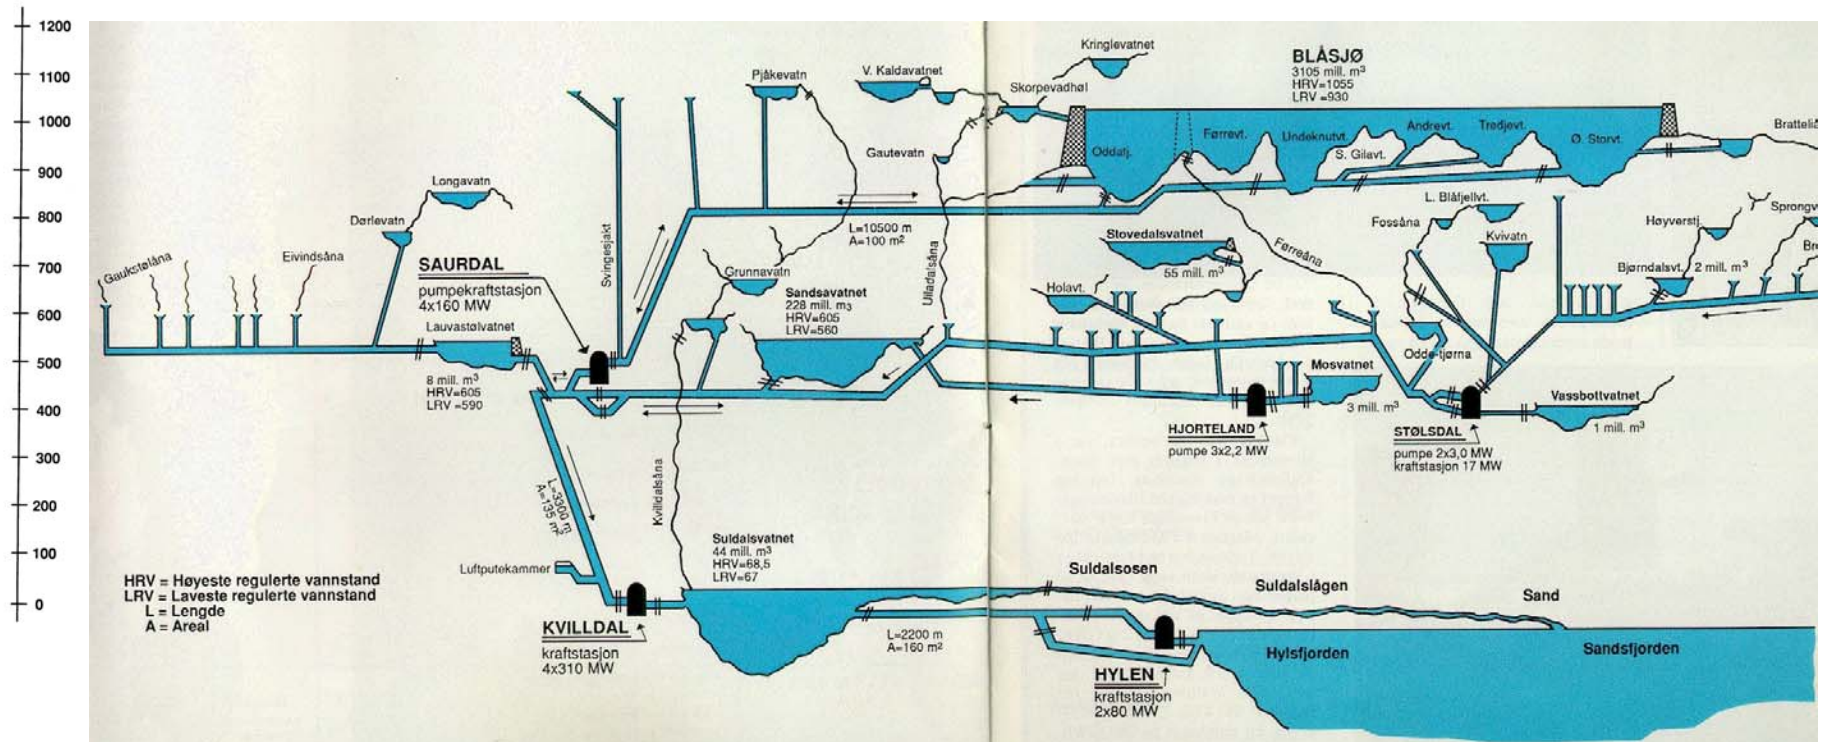 1200
1100
1000
900
800
700
600
500
400
300
200
100
0
Kringlevatnet
BLÅSJØ
3105 mill. m³
HRV=1055
LRV =930
Pjåkevatn
V. Kaldavatnet
Skorpevadhøl
Gautevatn
Oddatj.
Førrevt.
Undeknutvt.
S. Gilavt.
Andrevt.
Tredjevt.
Ø. Storvt.
Longavatn
Dørlevatn
Gaukstølåna
Eivindsåna
SAURDAL
pumpekraftstasjon
4x160 MW
Svingesjakt
L=10500 m
A=100 m²
Ulladalsåna
Grunnavatn
Sandsavatnet
228 mill. m3
HRV=605
LRV=560
Lauvastølvatnet
8 mill. m³
HRV=605
LRV =590
Stovedalsvatnet
55 mill. m³
Holavt.
Førreåna
L. Blåfjellvt.
Fossåna
Kvivatn
Høyverstj.
Bjørndalsvt.
2 mill. m³
Odde-tjørna
Mosvatnet
3 mill. m³
HJORTELAND
pumpe 3x2,2 MW
STØLSDAL
pumpe 2x3,0 MW
kraftstasjon 17 MW
Vassbottvatnet
1 mill. m³
L=3300 m
A=135 m²
Kvilldalsåna
Luftputekammer
Suldalsvatnet
44 mill. m³
HRV=68,5
LRV=67
KVILLDAL
kraftstasjon
4x310 MW
L=2200 m
A=160 m²
Suldalsosen
Suldalslågen
Sand
HYLEN
kraftstasjon
2x80 MW
Hylsfjorden
Sandsfjorden
HRV = Høyeste regulerte vannstand
LRV = Laveste regulerte vannstand
L = Lengde
A = Areal